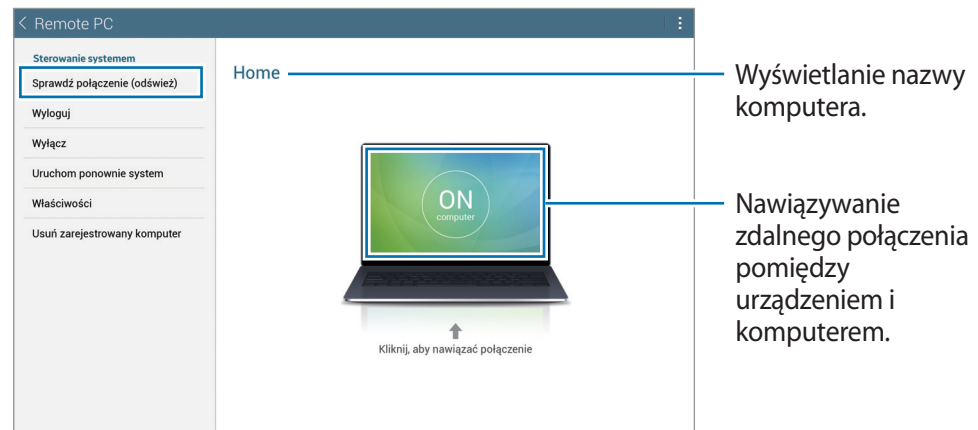 Remote PC
Sterowanie systemem
Sprawdź połączenie (odśwież)
Wyloguj
Wyłącz
Uruchom ponownie system
Właściwości
Usuń zarejestrowany komputer
Home
ON
computer
Kliknij, aby nawiązać połączenie
Wyświetlanie nazwy
komputera.
Nawiązywanie
zdalnego połączenia
pomiędzy
urządzeniem i
komputerem.